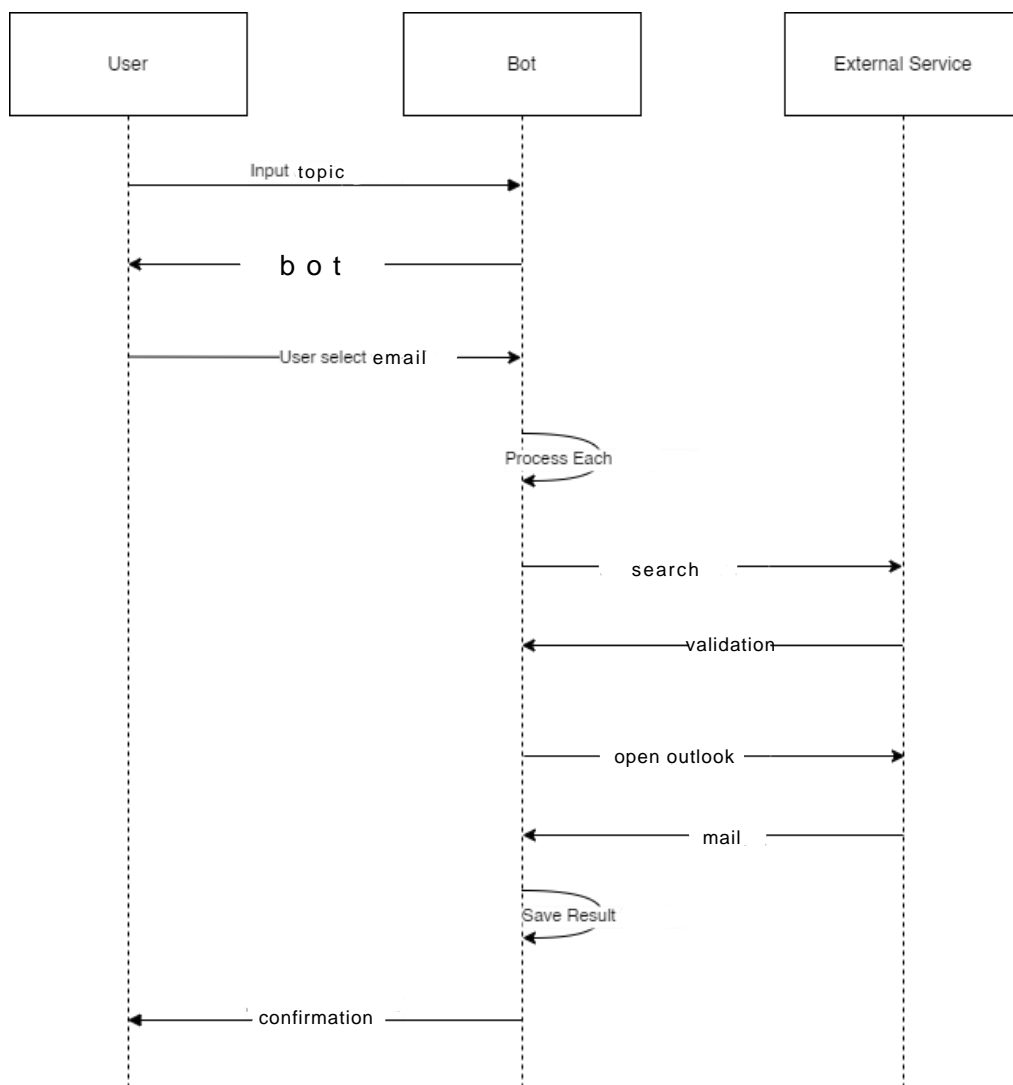 User
Bot
External Service
Input topic
bot
User select email
Process Each
search
validation
open outlook
mail
Save Result
confirmation